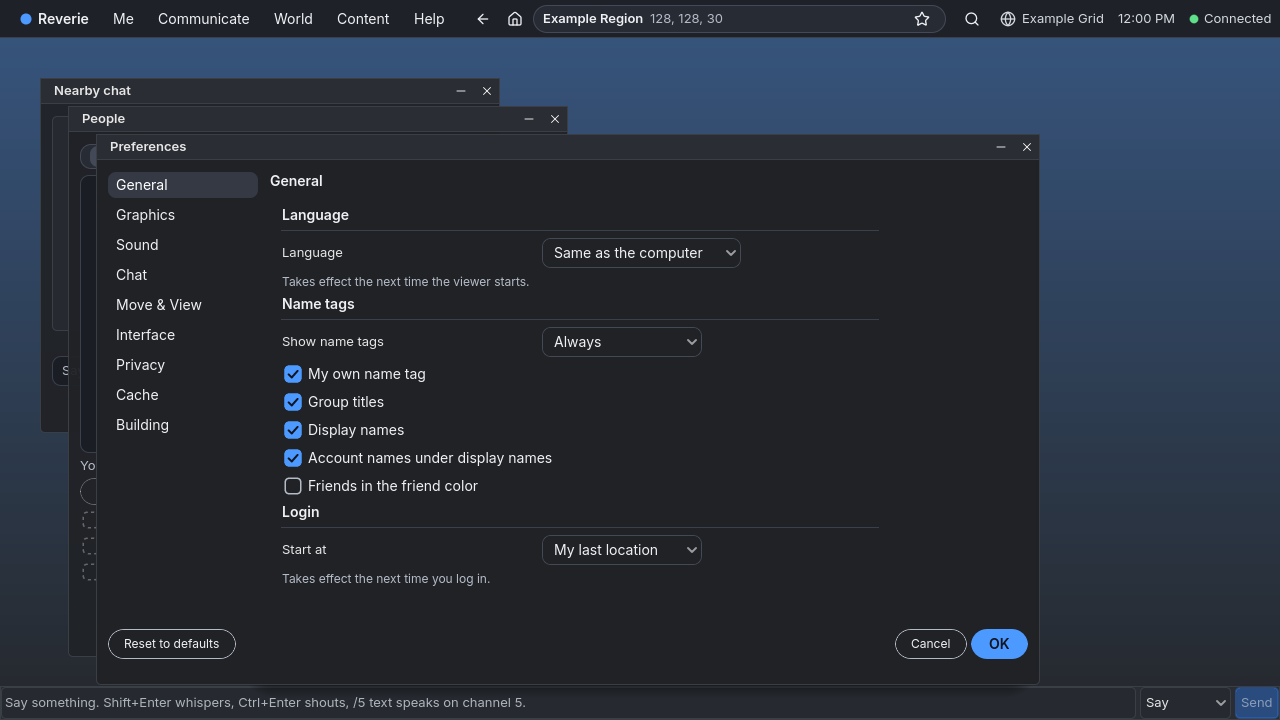 Reverie Me People Communicate World Content Help Example Region 128, 128, 30 Example Grid 12:00 PM Connected
Nearby chat
People
Preferences
General
Graphics
Sound
Chat
Move & View
Interface
Privacy
Cache
Building
General
Language
Language Same as the computer
Takes effect the next time the viewer starts.
Name tags
Show name tags Always
My own name tag
Group titles
Display names
Account names under display names
Friends in the friend color
Login
Start at My last location
Takes effect the next time you log in.
Reset to defaults Cancel OK
Say something. Shift+Enter whispers, Ctrl+Enter shouts, /5 text speaks on channel 5. Say Send